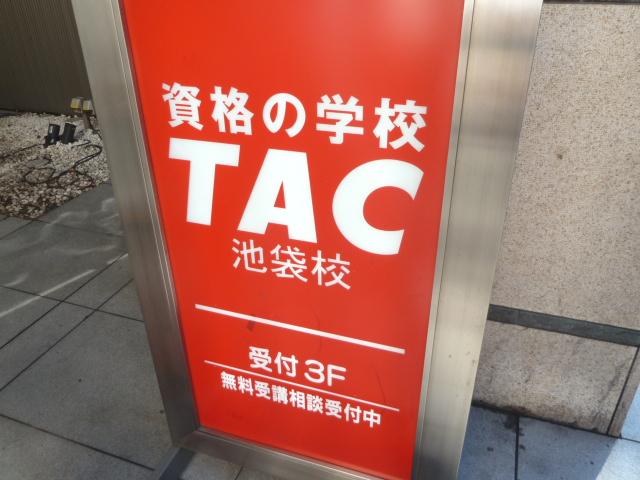 資格の学校
TAC
池袋校
受付3F
無料受講相談受付中